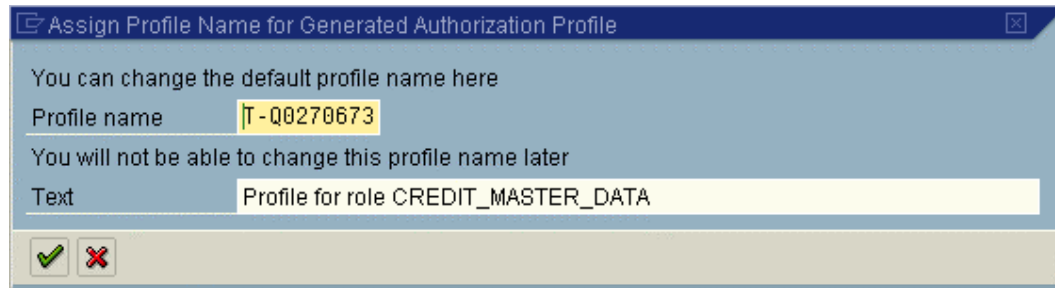 Assign Profile Name for Generated Authorization Profile
You can change the default profile name here
Profile name T-Q0270673
You will not be able to change this profile name later
Text Profile for role CREDIT_MASTER_DATA